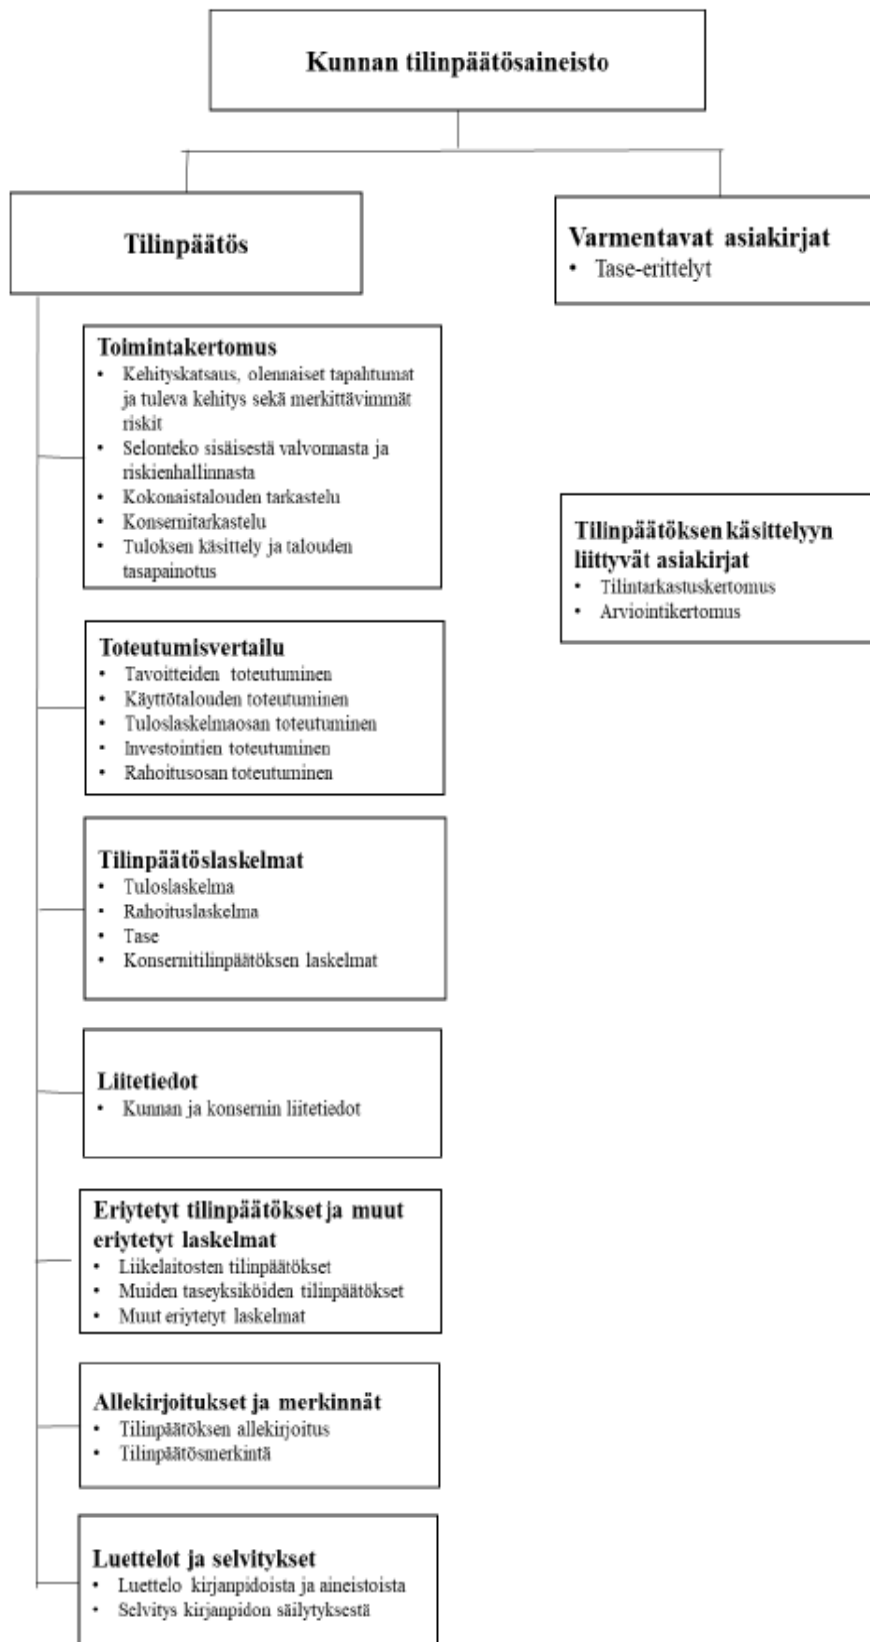 Kunnan tilinpäätösaineisto
Tilinpäätös
Varmentavat asiakirjat
• Tase-erittelyt
Toimintakertomus
• Kehityskatsaus, olennaiset tapahtumat
ja tuleva kehitys sekä merkittävimmät
riskit
• Selonteko sisäisestä valvonnasta ja
riskienhallinnasta
• Kokonaistalouden tarkastelu
• Konsernitarkastelu
• Tuloksen käsittely ja talouden
tasapainotus
Tilinpäätöksen käsittelyyn
liittyvät asiakirjat
• Tilintarkastuskertomus
• Arviointikertomus
Toteutumisvertailu
• Tavoitteiden toteutuminen
• Käyttötalouden toteutuminen
• Tuloslaskelmaosan toteutuminen
• Investointien toteutuminen
• Rahoitusosan toteutuminen
Tilinpäätöslaskelmat
• Tuloslaskelma
• Rahoituslaskelma
• Tase
• Konsernitilinpäätöksen laskelmat
Liitetiedot
• Kunnan ja konsernin liitetiedot
Eriytetyt tilinpäätökset ja muut
eriytetyt laskelmat
• Liikelaitosten tilinpäätökset
• Muiden taseyksiköiden tilinpäätökset
• Muut eriytetyt laskelmat
Allekirjoitukset ja merkinnät
• Tilinpäätöksen allekirjoitus
• Tilinpäätösmerkintä
Luettelot ja selvitykset
• Luettelo kirjanpidoista ja aineistoista
• Selvitys kirjanpidon säilytyksestä